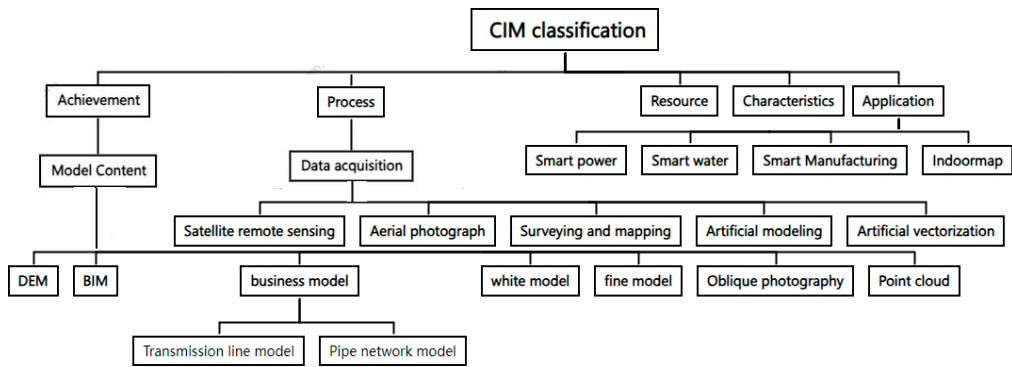 CIM classification
Achievement
Process
Resource
Characteristics
Application
Model Content
Data acquisition
Smart power
Smart water
Smart Manufacturing
Indoormap
Satellite remote sensing
Aerial photograph
Surveying and mapping
Artificial modeling
Artificial vectorization
DEM
BIM
business model
white model
fine model
Oblique photography
Point cloud
Transmission line model
Pipe network model